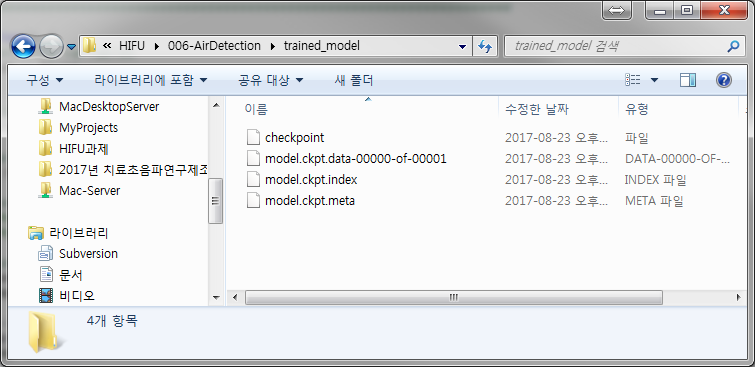 « HIFU ▸ 006-AirDetection ▸ trained_model
trained_model 검색
구성 라이브러리에 포함 공유 대상 새 폴더
MacDesktopServer
MyProjects
HIFU과제
2017년 치료초음파연구제조
Mac-Server
라이브러리
Subversion
문서
비디오
이름 수정한 날짜 유형
checkpoint 2017-08-23 오후... 파일
model.ckpt.data-00000-of-00001 2017-08-23 오후... DATA-00000-OF-...
model.ckpt.index 2017-08-23 오후... INDEX 파일
model.ckpt.meta 2017-08-23 오후... META 파일
4개 항목